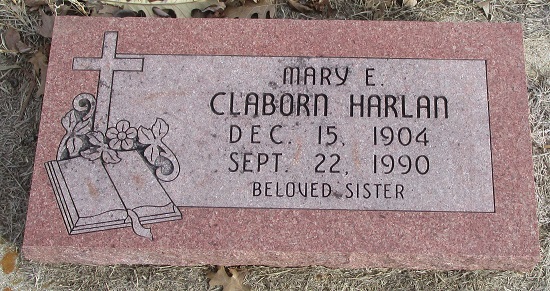 MARY E.
CLABORN HARLAN
DEC. 15, 1904
SEPT. 22, 1990
BELOVED SISTER